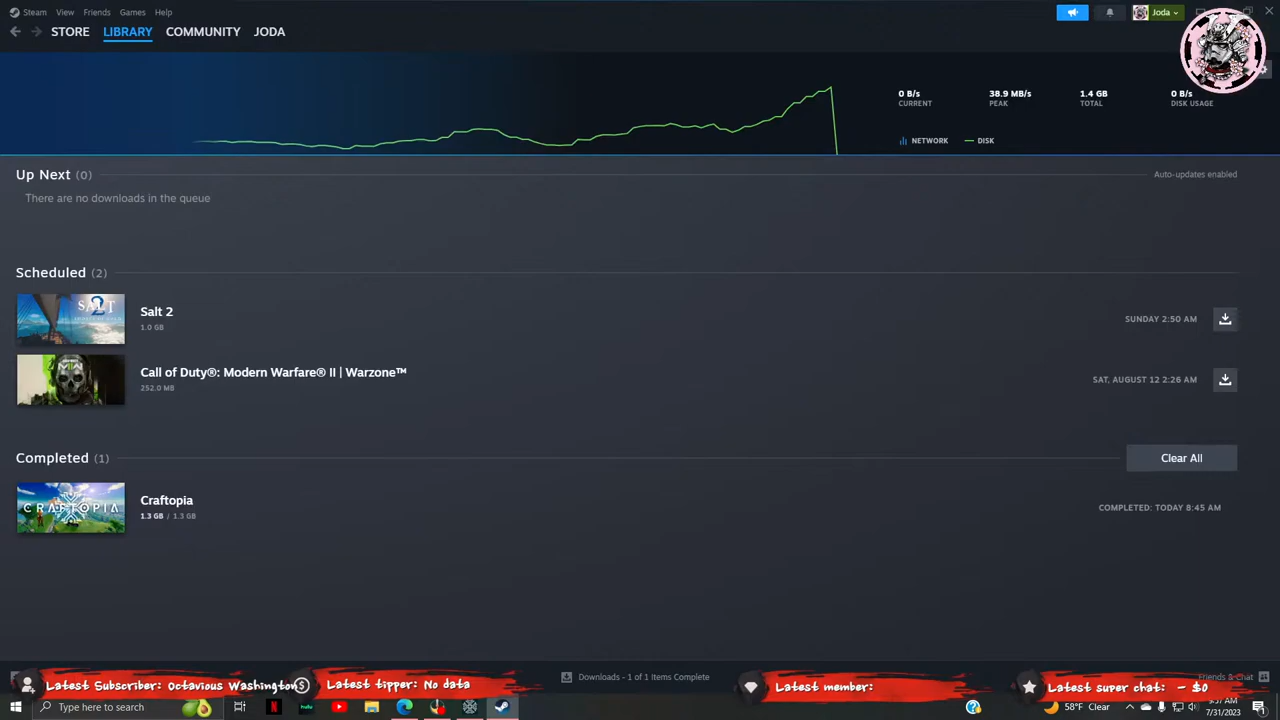 Steam View Friends Games Help
Joda
STORE LIBRARY COMMUNITY JODA
0 B/s 38.9 MB/s 1.4 GB 0 B/s
CURRENT PEAK TOTAL DISK USAGE
NETWORK DISK
Up Next (0)
Auto-updates enabled
There are no downloads in the queue
Scheduled (2)
SALT 2
Salt 2
1.0 GB
SUNDAY 2:50 AM
Call of Duty®: Modern Warfare® II | Warzone™
252.0 MB
SAT, AUGUST 12 2:26 AM
Completed (1)
Clear All
CRAFTOPIA
Craftopia
1.3 GB / 1.3 GB
COMPLETED: TODAY 8:45 AM
Downloads - 1 of 1 Items Complete
Friends & Chat
Latest Subscriber: Octavious Washington
Latest tipper: No data
Latest member:
Latest super chat: - $0
Type here to search
58°F Clear
7/31/2023